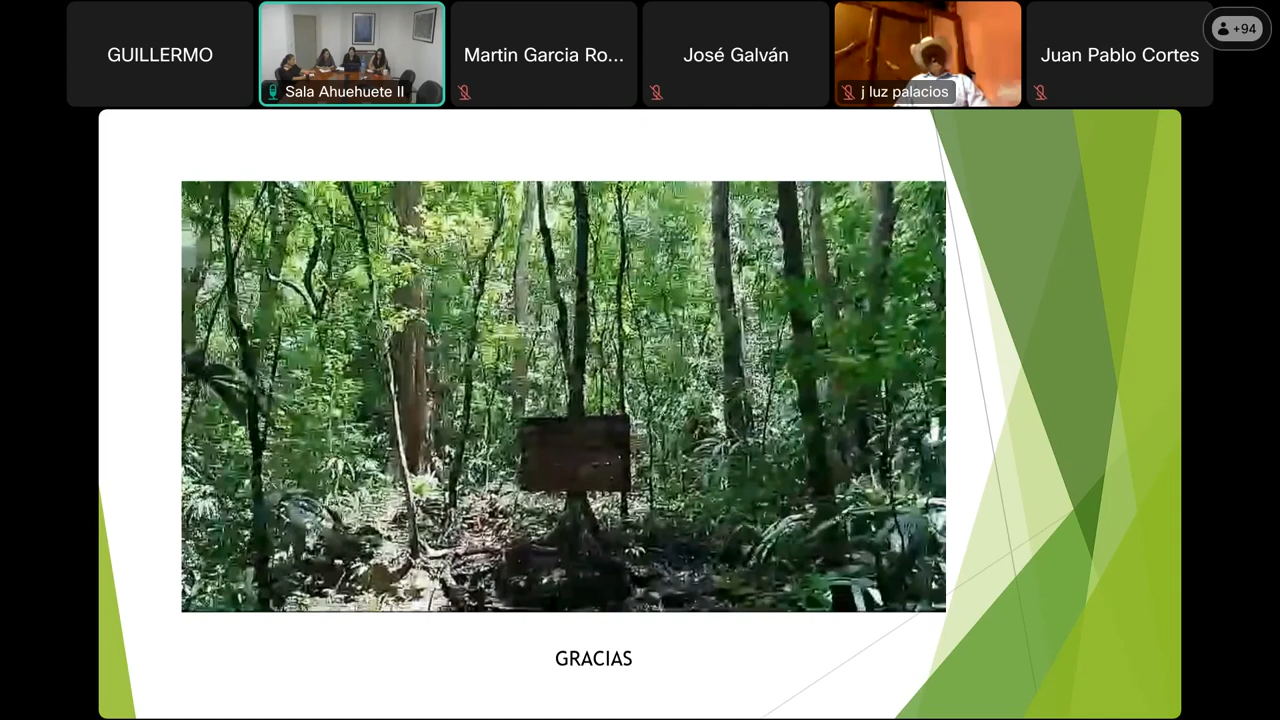 GUILLERMO
Sala Ahuehuete II
Martin Garcia Ro...
José Galván
j luz palacios
Juan Pablo Cortes
+94
GRACIAS